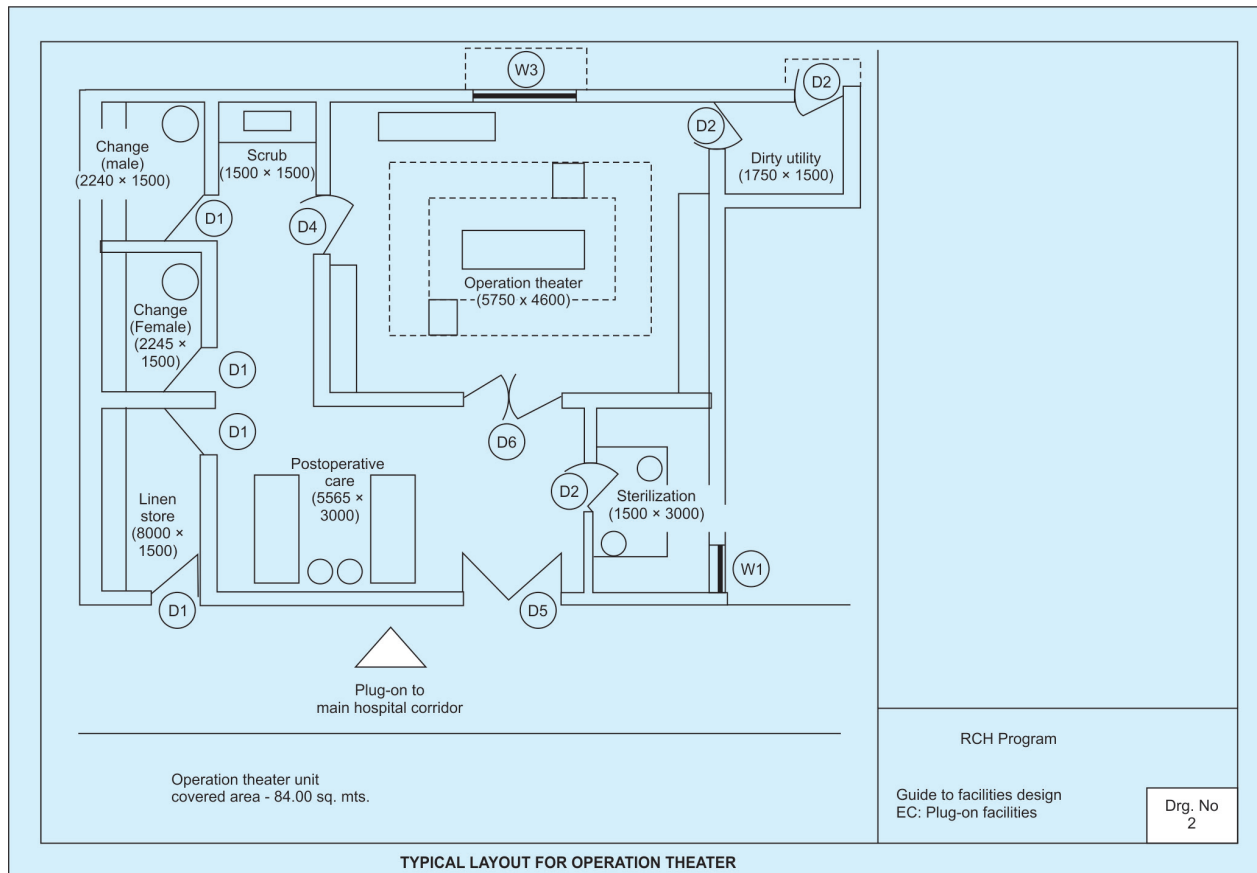 W3
D2
D2
Change
(male)
(2240 × 1500)
Scrub
(1500 × 1500)
Dirty utility
(1750 × 1500)
D1
D4
Operation theater
(5750 x 4600)
Change
(Female)
(2245 ×
1500)
D1
D1
D6
Postoperative
care
(5565 ×
3000)
D2
Sterilization
(1500 × 3000)
Linen
store
(8000 ×
1500)
W1
D1
D5
Plug-on to
main hospital corridor
Operation theater unit
covered area - 84.00 sq. mts.
RCH Program
Guide to facilities design
EC: Plug-on facilities
Drg. No
2
TYPICAL LAYOUT FOR OPERATION THEATER